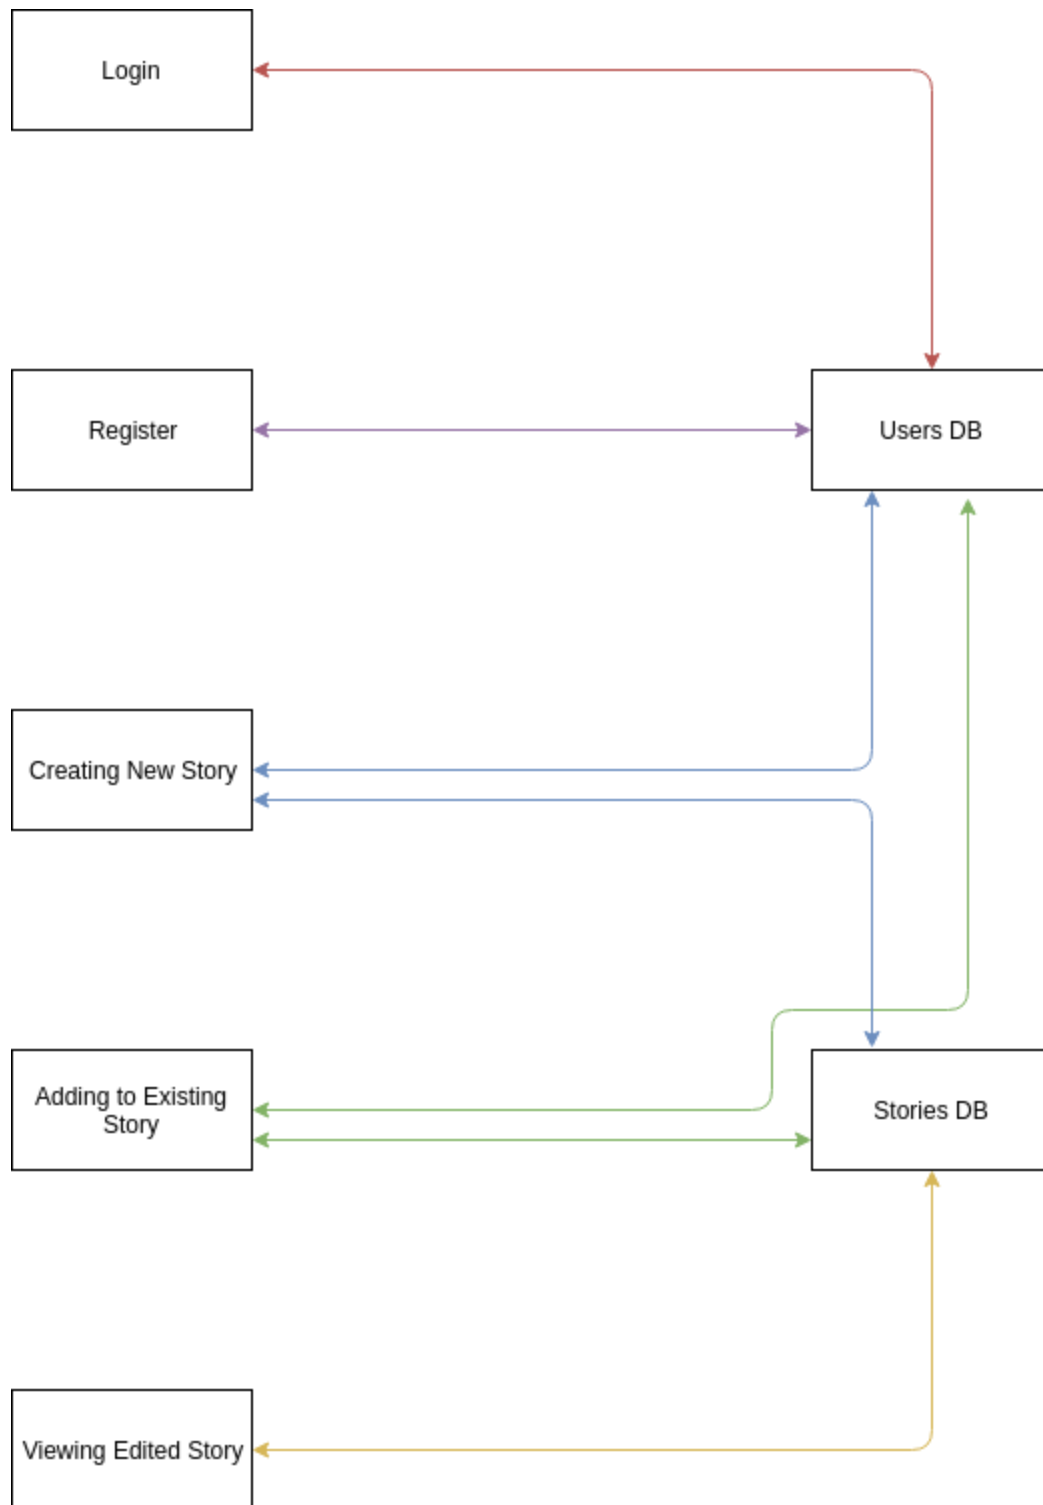 Login
Register
Users DB
Creating New Story
Adding to Existing
Story
Stories DB
Viewing Edited Story